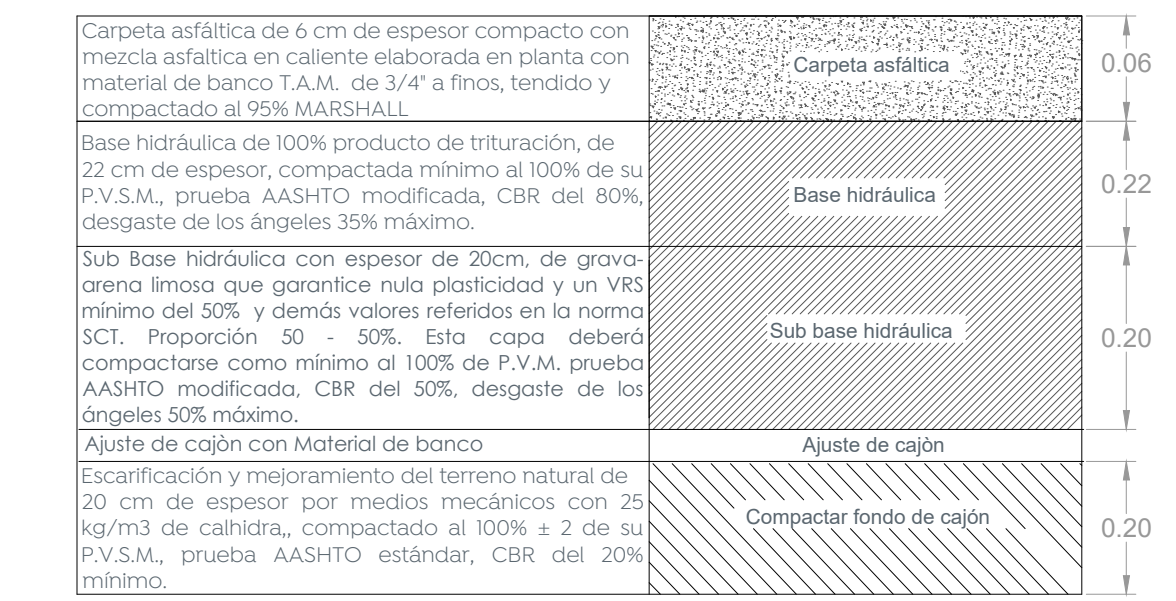 Carpeta asfáltica de 6 cm de espesor compacto con
mezcla asfaltica en caliente elaborada en planta con
material de banco T.A.M. de 3/4" a finos, tendido y
compactado al 95% MARSHALL
Carpeta asfáltica
0.06
Base hidráulica de 100% producto de trituración, de
22 cm de espesor, compactada mínimo al 100% de su
P.V.S.M., prueba AASHTO modificada, CBR del 80%,
desgaste de los ángeles 35% máximo.
Base hidráulica
0.22
Sub Base hidráulica con espesor de 20cm, de grava-
arena limosa que garantice nula plasticidad y un VRS
mínimo del 50% y demás valores referidos en la norma
SCT. Proporción 50 - 50%. Esta capa deberá
compactarse como mínimo al 100% de P.V.M. prueba
AASHTO modificada, CBR del 50%, desgaste de los
ángeles 50% máximo.
Sub base hidráulica
0.20
Ajuste de cajòn con Material de banco
Ajuste de cajòn
Escarificación y mejoramiento del terreno natural de
20 cm de espesor por medios mecánicos con 25
kg/m3 de calhidra,, compactado al 100% ± 2 de su
P.V.S.M., prueba AASHTO estándar, CBR del 20%
mínimo.
Compactar fondo de cajón
0.20